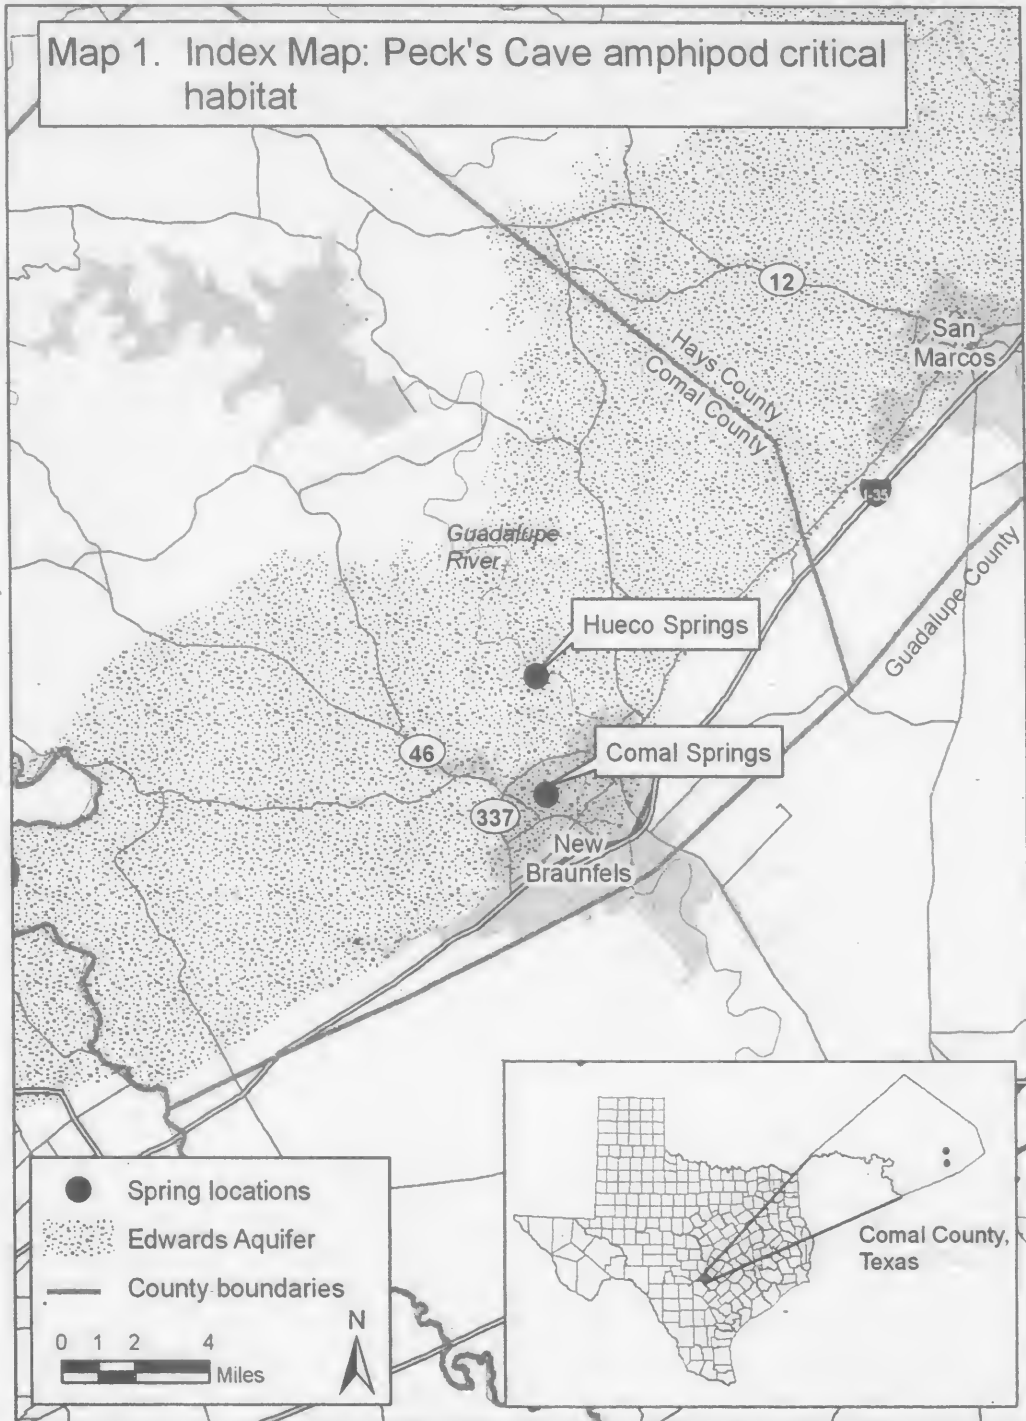 Map 1. Index Map: Peck's Cave amphipod critical
habitat
12
San
Marcos
Hays County
Comal County
I-35
Guadalupe
River
Guadalupe County
Hueco Springs
46
Comal Springs
337
New
Braunfels
Spring locations
Edwards Aquifer
County boundaries
0 1 2 4
Miles
N
Comal County,
Texas